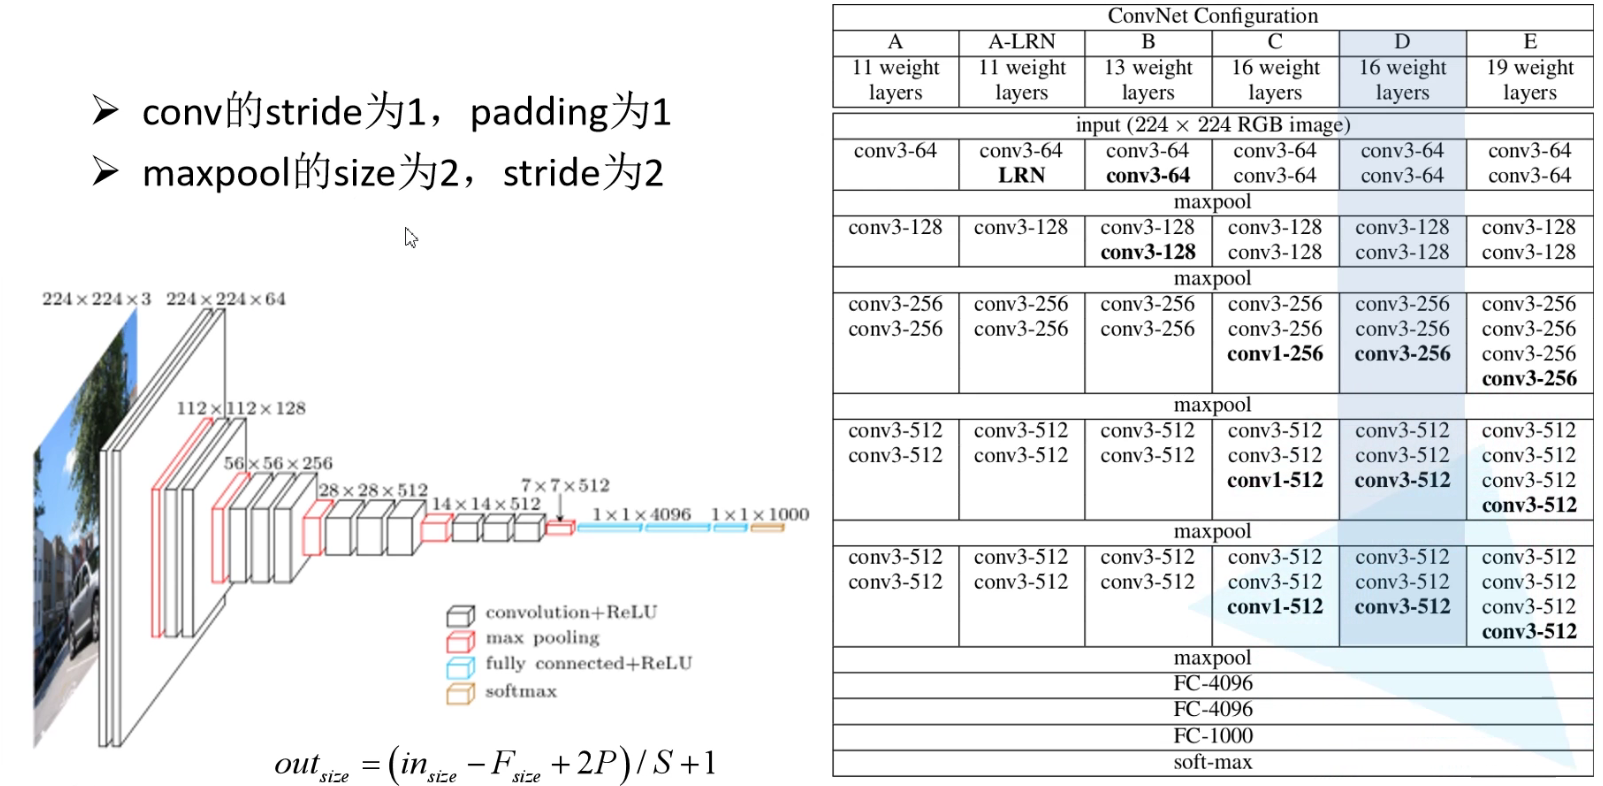 ➢ conv的stride为1，padding为1
➢ maxpool的size为2，stride为2
224×224×3 224×224×64
112×112×128
56×56×256
28×28×512
14×14×512
7×7×512
1×1×4096 1×1×1000
convolution+ReLU
max pooling
fully connected+ReLU
softmax
out_size = (in_size − F_size + 2P) / S + 1
ConvNet Configuration
A A-LRN B C D E
11 weight 11 weight 13 weight 16 weight 16 weight 19 weight
layers layers layers layers layers layers
input (224 × 224 RGB image)
conv3-64 conv3-64 conv3-64 conv3-64 conv3-64 conv3-64
LRN conv3-64 conv3-64 conv3-64 conv3-64
maxpool
conv3-128 conv3-128 conv3-128 conv3-128 conv3-128 conv3-128
conv3-128 conv3-128 conv3-128 conv3-128
maxpool
conv3-256 conv3-256 conv3-256 conv3-256 conv3-256 conv3-256
conv3-256 conv3-256 conv3-256 conv3-256 conv3-256 conv3-256
conv1-256 conv3-256 conv3-256
conv3-256
maxpool
conv3-512 conv3-512 conv3-512 conv3-512 conv3-512 conv3-512
conv3-512 conv3-512 conv3-512 conv3-512 conv3-512 conv3-512
conv1-512 conv3-512 conv3-512
conv3-512
maxpool
conv3-512 conv3-512 conv3-512 conv3-512 conv3-512 conv3-512
conv3-512 conv3-512 conv3-512 conv3-512 conv3-512 conv3-512
conv1-512 conv3-512 conv3-512
conv3-512
maxpool
FC-4096
FC-4096
FC-1000
soft-max